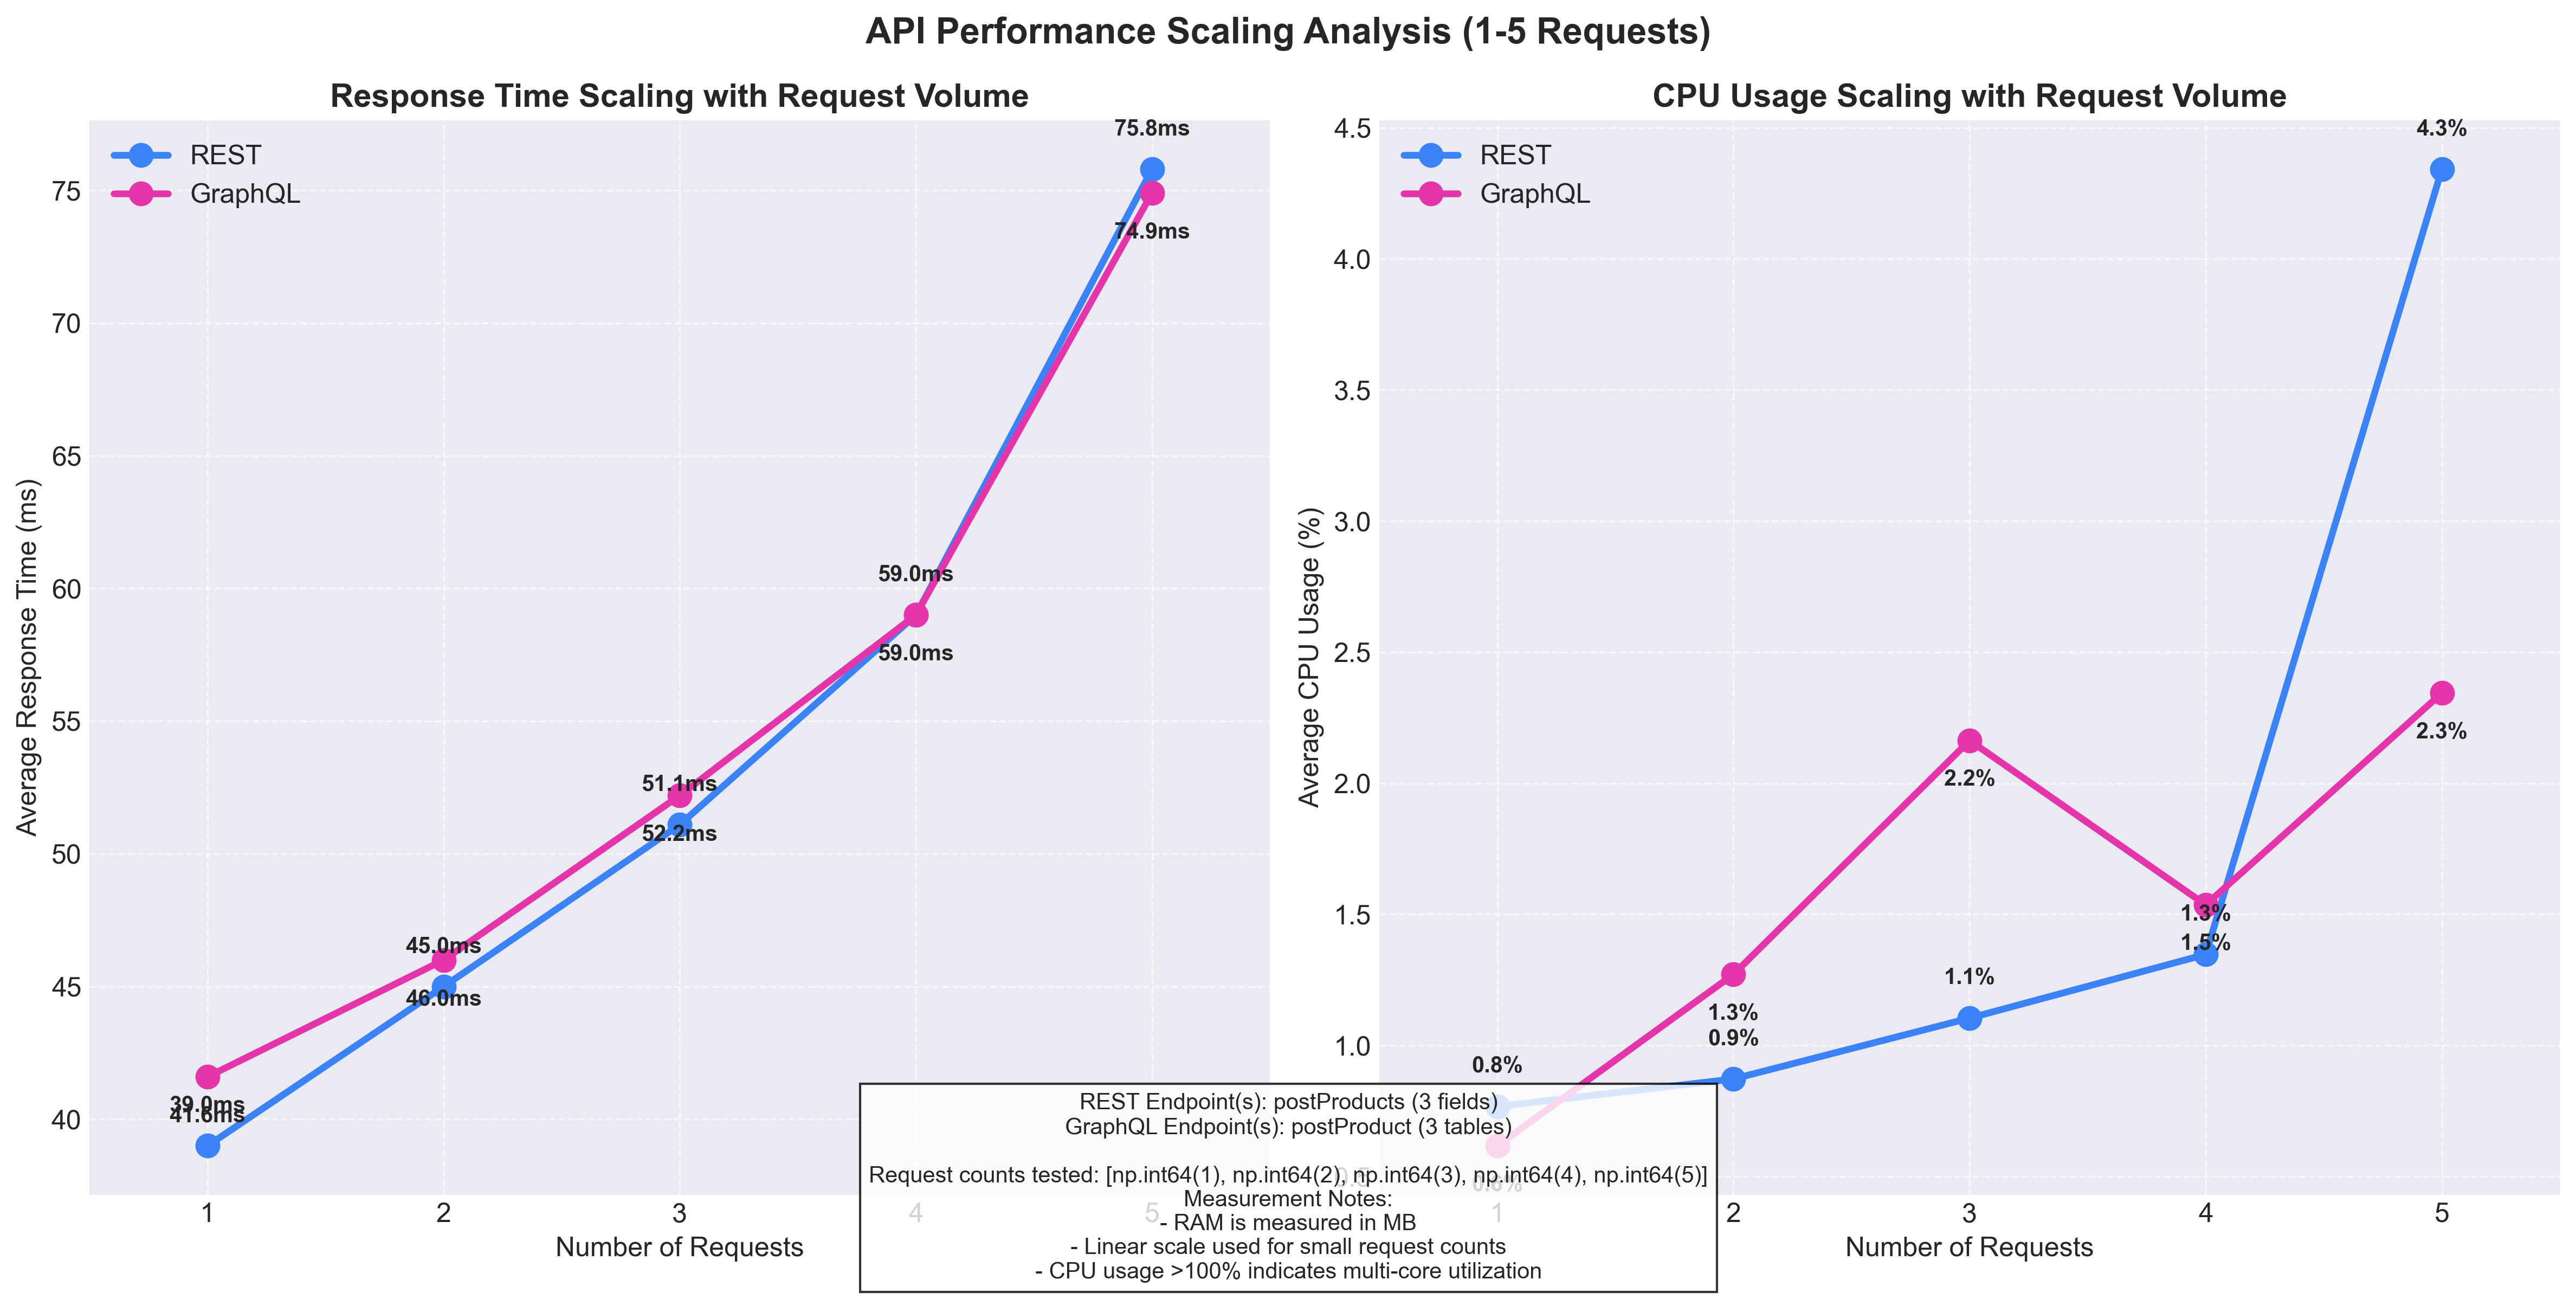 API Performance Scaling Analysis (1-5 Requests)
Response Time Scaling with Request Volume
REST
GraphQL
Average Response Time (ms)
75
70
65
60
55
50
45
40
75.8ms
74.9ms
59.0ms
59.0ms
51.1ms
52.2ms
45.0ms
46.0ms
39.0ms
41.6ms
1
2
3
4
5
Number of Requests
CPU Usage Scaling with Request Volume
REST
GraphQL
Average CPU Usage (%)
4.5
4.0
3.5
3.0
2.5
2.0
1.5
1.0
0.5
4.3%
2.3%
2.2%
1.3%
1.5%
1.1%
1.3%
0.9%
0.8%
0.6%
1
2
3
4
5
Number of Requests
REST Endpoint(s): postProducts (3 fields)
GraphQL Endpoint(s): postProduct (3 tables)
Request counts tested: [np.int64(1), np.int64(2), np.int64(3), np.int64(4), np.int64(5)]
Measurement Notes:
- RAM is measured in MB
- Linear scale used for small request counts
- CPU usage >100% indicates multi-core utilization